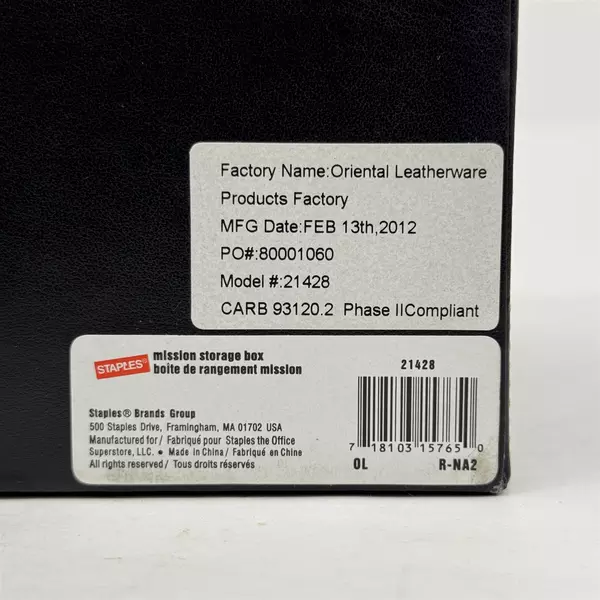 Factory Name:Oriental Leatherware
Products Factory
MFG Date:FEB 13th,2012
PO#:80001060
Model #:21428
CARB 93120.2 Phase IICompliant
STAPLES
mission storage box
boite de rangement mission
Staples® Brands Group
500 Staples Drive, Framingham, MA 01702 USA
Manufactured for / Fabriqué pour Staples the Office
Superstore, LLC. • Made in China / Fabriqué en Chine
All rights reserved / Tous droits réservés
21428
7 18103 15765 0
OL R-NA2